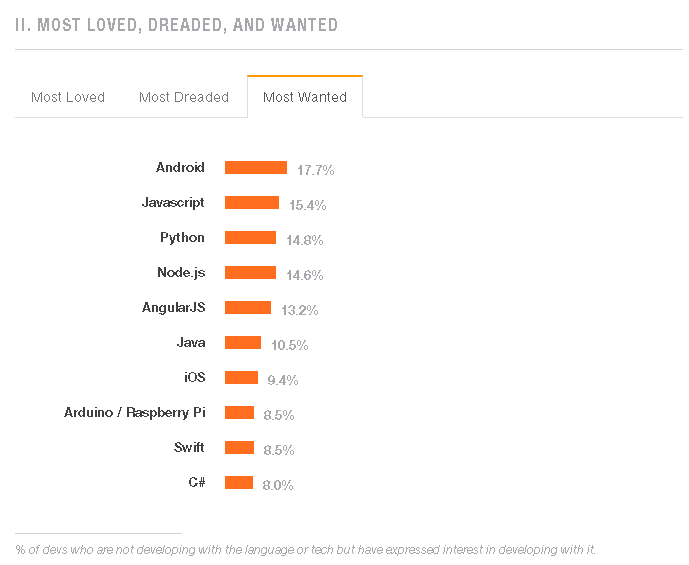 II. MOST LOVED, DREADED, AND WANTED
Most Loved Most Dreaded Most Wanted
Android 17.7%
Javascript 15.4%
Python 14.8%
Node.js 14.6%
AngularJS 13.2%
Java 10.5%
iOS 9.4%
Arduino / Raspberry Pi 8.5%
Swift 8.5%
C# 8.0%
% of devs who are not developing with the language or tech but have expressed interest in developing with it.